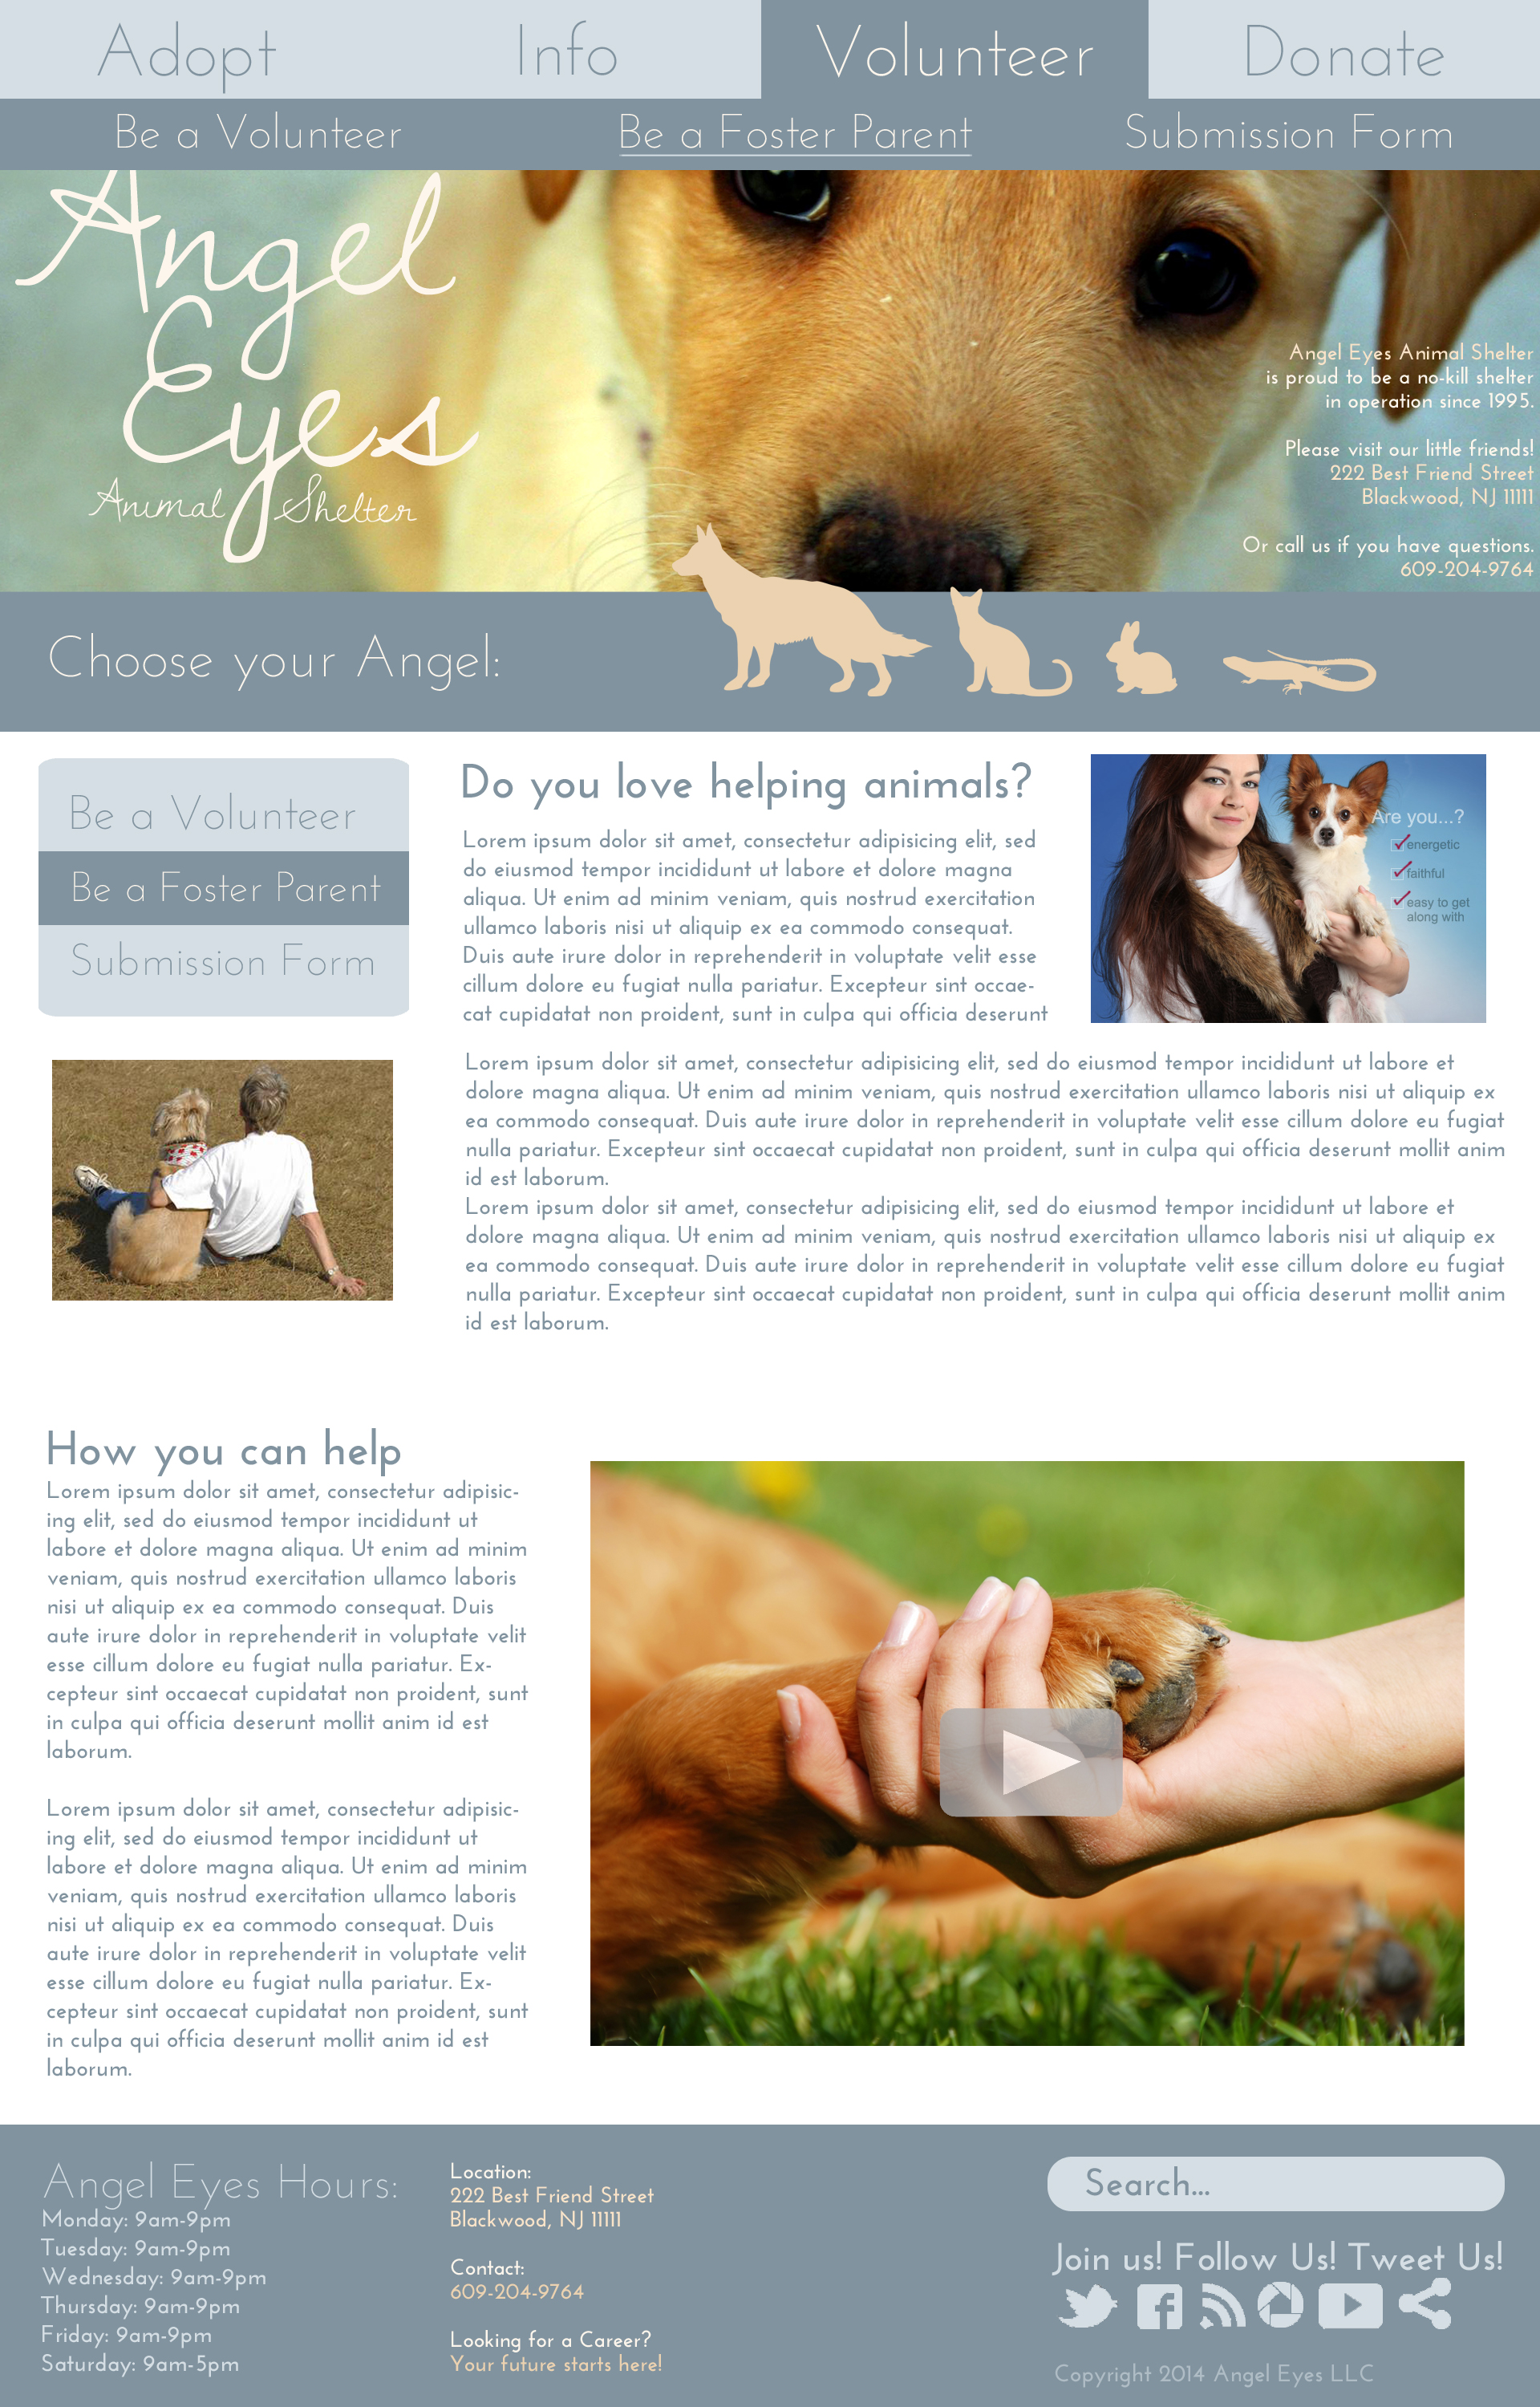 Adopt
Info
Volunteer
Donate
Be a Volunteer
Be a Foster Parent
Submission Form
Angel
Eyes
Animal Shelter
Angel Eyes Animal Shelter
is proud to be a no-kill shelter
in operation since 1995.
Please visit our little friends!
222 Best Friend Street
Blackwood, NJ 11111
Or call us if you have questions.
609-204-9764
Choose your Angel:
Be a Volunteer
Be a Foster Parent
Submission Form
Do you love helping animals?
Lorem ipsum dolor sit amet, consectetur adipisicing elit, sed
do eiusmod tempor incididunt ut labore et dolore magna
aliqua. Ut enim ad minim veniam, quis nostrud exercitation
ullamco laboris nisi ut aliquip ex ea commodo consequat.
Duis aute irure dolor in reprehenderit in voluptate velit esse
cillum dolore eu fugiat nulla pariatur. Excepteur sint occae-
cat cupidatat non proident, sunt in culpa qui officia deserunt
Are you...?
energetic
faithful
easy to get
along with
Lorem ipsum dolor sit amet, consectetur adipisicing elit, sed do eiusmod tempor incididunt ut labore et
dolore magna aliqua. Ut enim ad minim veniam, quis nostrud exercitation ullamco laboris nisi ut aliquip ex
ea commodo consequat. Duis aute irure dolor in reprehenderit in voluptate velit esse cillum dolore eu fugiat
nulla pariatur. Excepteur sint occaecat cupidatat non proident, sunt in culpa qui officia deserunt mollit anim
id est laborum.
Lorem ipsum dolor sit amet, consectetur adipisicing elit, sed do eiusmod tempor incididunt ut labore et
dolore magna aliqua. Ut enim ad minim veniam, quis nostrud exercitation ullamco laboris nisi ut aliquip ex
ea commodo consequat. Duis aute irure dolor in reprehenderit in voluptate velit esse cillum dolore eu fugiat
nulla pariatur. Excepteur sint occaecat cupidatat non proident, sunt in culpa qui officia deserunt mollit anim
id est laborum.
How you can help
Lorem ipsum dolor sit amet, consectetur adipisic-
ing elit, sed do eiusmod tempor incididunt ut
labore et dolore magna aliqua. Ut enim ad minim
veniam, quis nostrud exercitation ullamco laboris
nisi ut aliquip ex ea commodo consequat. Duis
aute irure dolor in reprehenderit in voluptate velit
esse cillum dolore eu fugiat nulla pariatur. Ex-
cepteur sint occaecat cupidatat non proident, sunt
in culpa qui officia deserunt mollit anim id est
laborum.
Lorem ipsum dolor sit amet, consectetur adipisic-
ing elit, sed do eiusmod tempor incididunt ut
labore et dolore magna aliqua. Ut enim ad minim
veniam, quis nostrud exercitation ullamco laboris
nisi ut aliquip ex ea commodo consequat. Duis
aute irure dolor in reprehenderit in voluptate velit
esse cillum dolore eu fugiat nulla pariatur. Ex-
cepteur sint occaecat cupidatat non proident, sunt
in culpa qui officia deserunt mollit anim id est
laborum.
Angel Eyes Hours:
Monday: 9am-9pm
Tuesday: 9am-9pm
Wednesday: 9am-9pm
Thursday: 9am-9pm
Friday: 9am-9pm
Saturday: 9am-5pm
Location:
222 Best Friend Street
Blackwood, NJ 11111
Contact:
609-204-9764
Looking for a Career?
Your future starts here!
Search...
Join us! Follow Us! Tweet Us!
Copyright 2014 Angel Eyes LLC